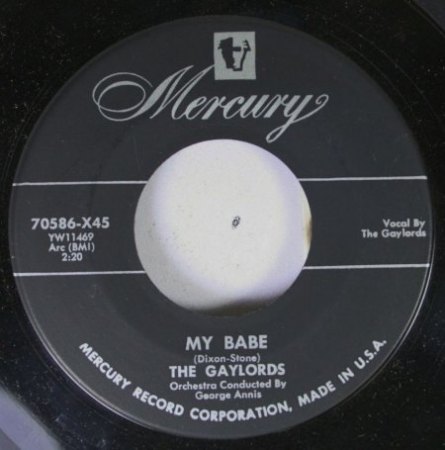 Mercury
70586-X45
YW11469
Arc (BMI)
2:20
Vocal By
The Gaylords
MY BABE
(Dixon-Stone)
THE GAYLORDS
Orchestra Conducted By
George Annis
MERCURY RECORD CORPORATION, MADE IN U.S.A.